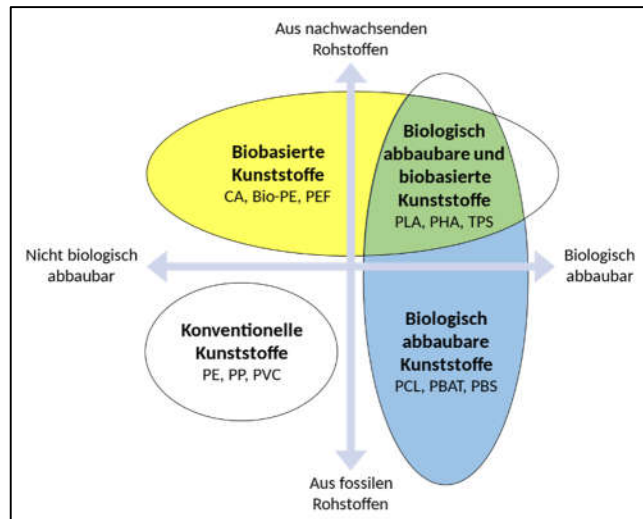 Aus nachwachsenden
Rohstoffen
Biobasierte
Kunststoffe
CA, Bio-PE, PEF
Biologisch
abbaubare und
biobasierte
Kunststoffe
PLA, PHA, TPS
Nicht biologisch
abbaubar
Biologisch
abbaubar
Konventionelle
Kunststoffe
PE, PP, PVC
Biologisch
abbaubare
Kunststoffe
PCL, PBAT, PBS
Aus fossilen
Rohstoffen